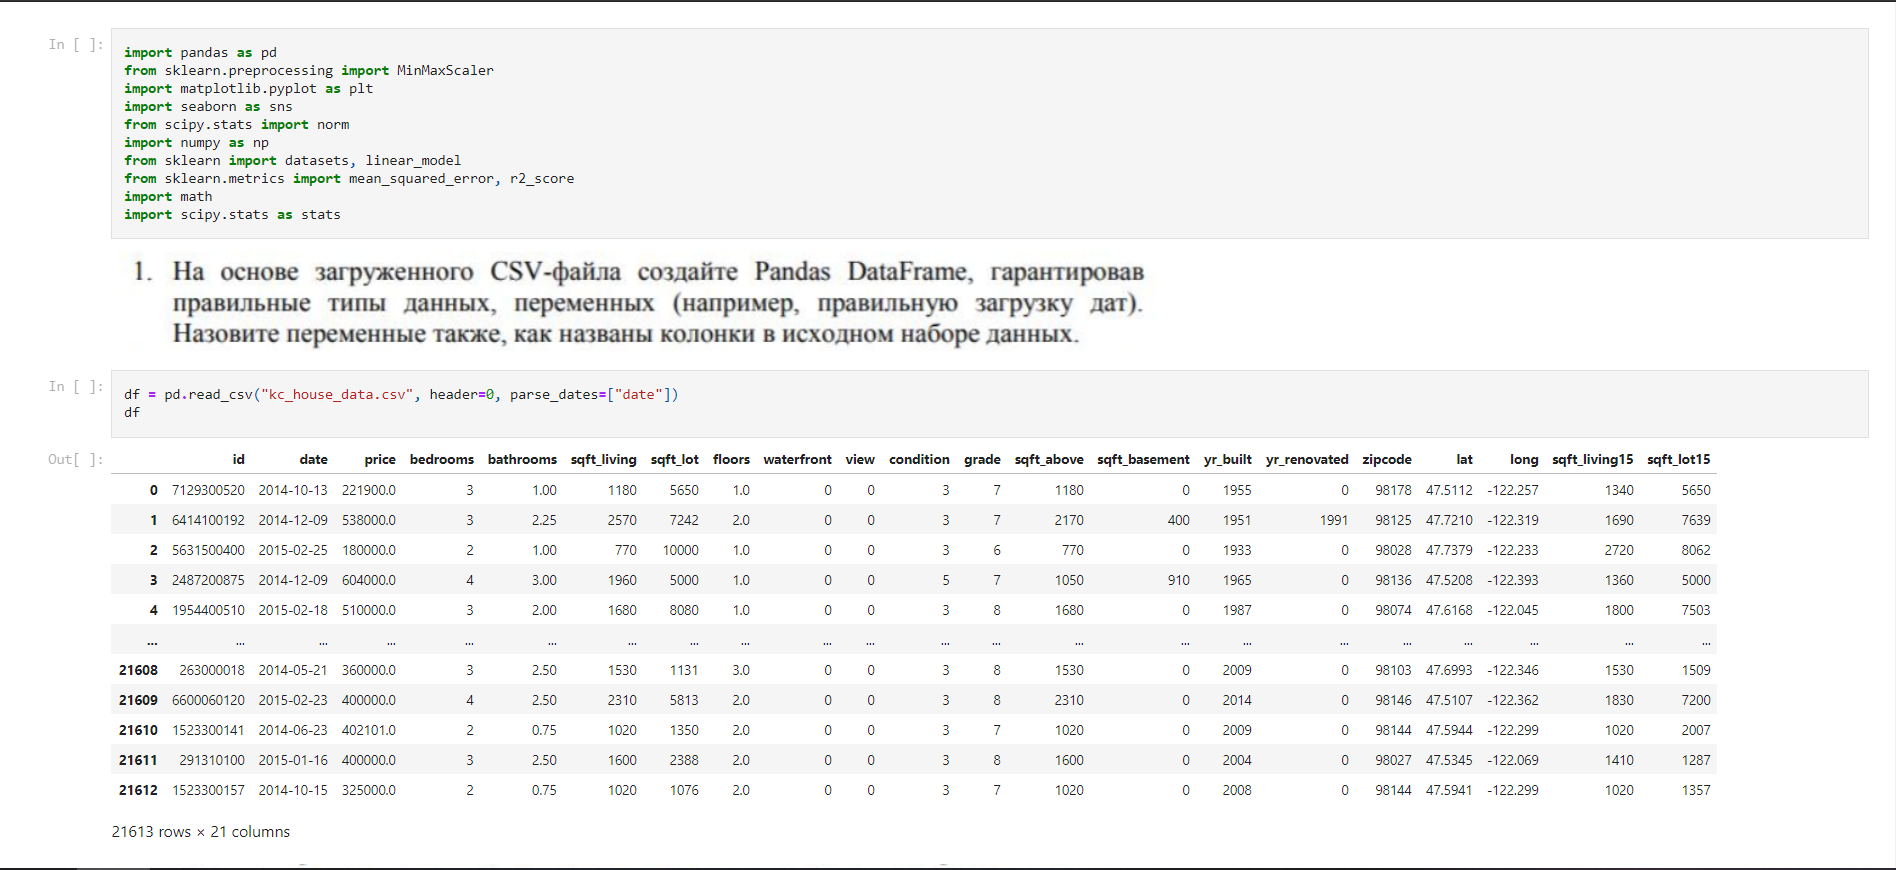 In [ ]:
import pandas as pd
from sklearn.preprocessing import MinMaxScaler
import matplotlib.pyplot as plt
import seaborn as sns
from scipy.stats import norm
import numpy as np
from sklearn import datasets, linear_model
from sklearn.metrics import mean_squared_error, r2_score
import math
import scipy.stats as stats
1. На основе загруженного CSV-файла создайте Pandas DataFrame, гарантировав
правильные типы данных, переменных (например, правильную загрузку дат).
Назовите переменные также, как названы колонки в исходном наборе данных.
In [ ]:
df = pd.read_csv("kc_house_data.csv", header=0, parse_dates=["date"])
df
Out[ ]:
id date price bedrooms bathrooms sqft_living sqft_lot floors waterfront view condition grade sqft_above sqft_basement yr_built yr_renovated zipcode lat long sqft_living15 sqft_lot15
0 7129300520 2014-10-13 221900.0 3 1.00 1180 5650 1.0 0 0 3 7 1180 0 1955 0 98178 47.5112 -122.257 1340 5650
1 6414100192 2014-12-09 538000.0 3 2.25 2570 7242 2.0 0 0 3 7 2170 400 1951 1991 98125 47.7210 -122.319 1690 7639
2 5631500400 2015-02-25 180000.0 2 1.00 770 10000 1.0 0 0 3 6 770 0 1933 0 98028 47.7379 -122.233 2720 8062
3 2487200875 2014-12-09 604000.0 4 3.00 1960 5000 1.0 0 0 5 7 1050 910 1965 0 98136 47.5208 -122.393 1360 5000
4 1954400510 2015-02-18 510000.0 3 2.00 1680 8080 1.0 0 0 3 8 1680 0 1987 0 98074 47.6168 -122.045 1800 7503
... ... ... ... ... ... ... ... ... ... ... ... ... ... ... ... ... ... ... ... ... ...
21608 263000018 2014-05-21 360000.0 3 2.50 1530 1131 3.0 0 0 3 8 1530 0 2009 0 98103 47.6993 -122.346 1530 1509
21609 6600060120 2015-02-23 400000.0 4 2.50 2310 5813 2.0 0 0 3 8 2310 0 2014 0 98146 47.5107 -122.362 1830 7200
21610 1523300141 2014-06-23 402101.0 2 0.75 1020 1350 2.0 0 0 3 7 1020 0 2009 0 98144 47.5944 -122.299 1020 2007
21611 291310100 2015-01-16 400000.0 3 2.50 1600 2388 2.0 0 0 3 8 1600 0 2004 0 98027 47.5345 -122.069 1410 1287
21612 1523300157 2014-10-15 325000.0 2 0.75 1020 1076 2.0 0 0 3 7 1020 0 2008 0 98144 47.5941 -122.299 1020 1357
21613 rows × 21 columns